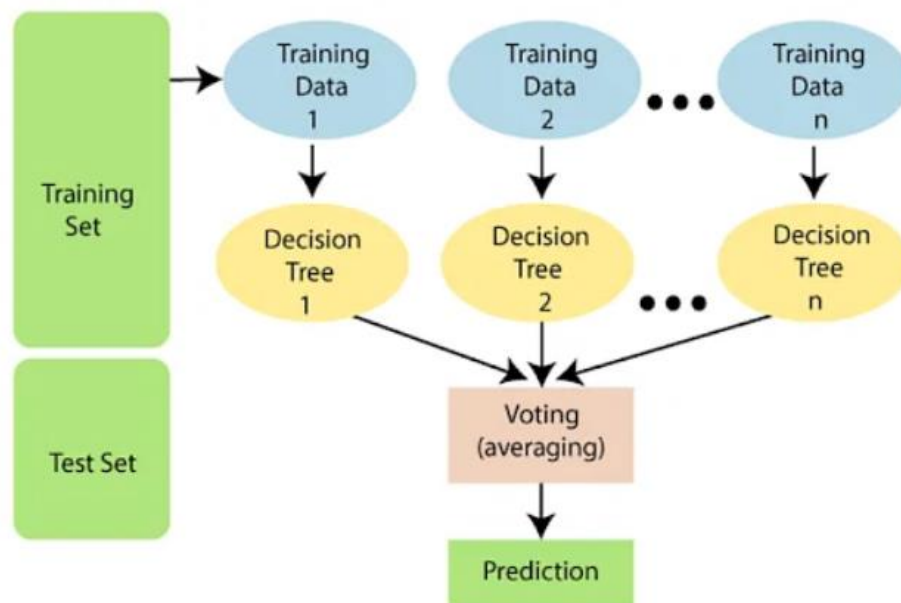 Training
Set
Training
Data
1
Training
Data
2
Training
Data
n
Decision
Tree
1
Decision
Tree
2
Decision
Tree
n
Test Set
Voting
(averaging)
Prediction